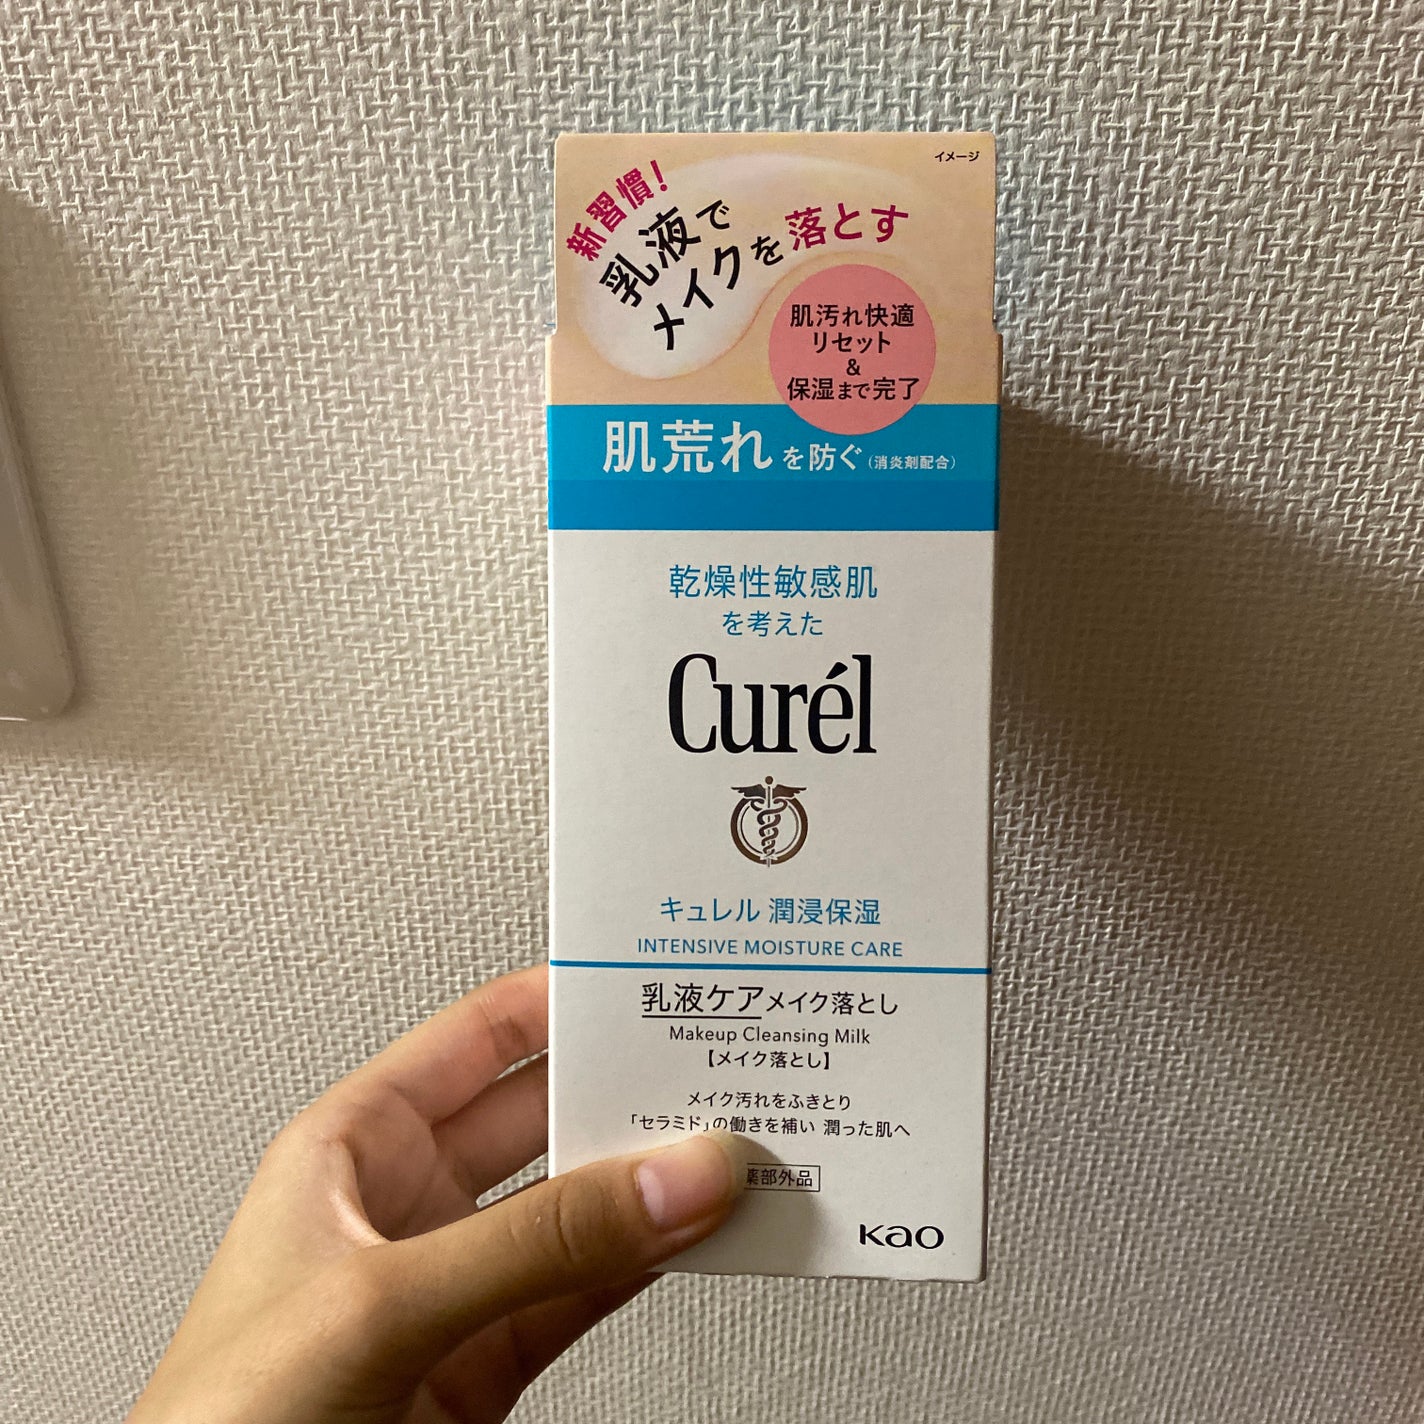 イメージ
新習慣!
乳液で
メイクを落とす
肌汚れ快適
リセット
&
保湿まで完了
肌荒れを防ぐ(消炎剤配合)
乾燥性敏感肌
を考えた
Curél
キュレル 潤浸保湿
INTENSIVE MOISTURE CARE
乳液ケアメイク落とし
Makeup Cleansing Milk
【メイク落とし】
メイク汚れをふきとり
「セラミド」の働きを補い 潤った肌へ
薬部外品
Kao